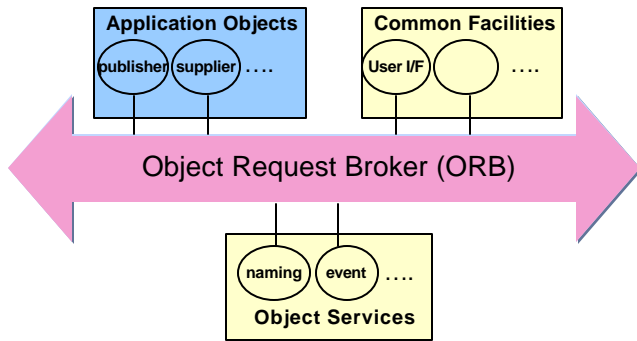 Application Objects
publisher supplier ....
Common Facilities
User I/F ....
Object Request Broker (ORB)
naming event ....
Object Services